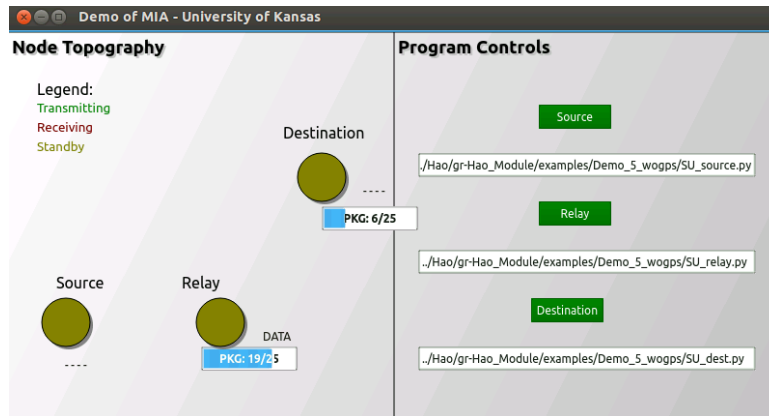 Demo of MIA - University of Kansas
Node Topography
Legend:
Transmitting
Receiving
Standby
Destination
----
PKG: 6/25
Source
----
Relay
DATA
PKG: 19/25
Program Controls
Source
./Hao/gr-Hao_Module/examples/Demo_5_wogps/SU_source.py
Relay
../Hao/gr-Hao_Module/examples/Demo_5_wogps/SU_relay.py
Destination
../Hao/gr-Hao_Module/examples/Demo_5_wogps/SU_dest.py